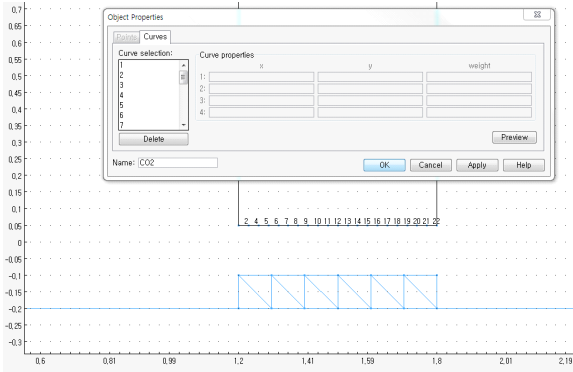 0,7
Object Properties
0,65
Points Curves
0,6
Curve selection:
Curve properties
0,55
1
x y weight
2
1:
0,5
3
2:
0,45
4
5
3:
0,4
6
4:
7
0,35
Delete
Preview
0,3
Name: CO2
OK Cancel Apply Help
0,25
0,2
0,15
0,1
0,05
2 4 5 6 7 8 9 10 11 12 13 14 15 16 17 18 19 20 21 22
0
-0,05
-0,1
-0,15
-0,2
-0,25
-0,3
0,6 0,81 0,99 1,2 1,41 1,59 1,8 2,01 2,19